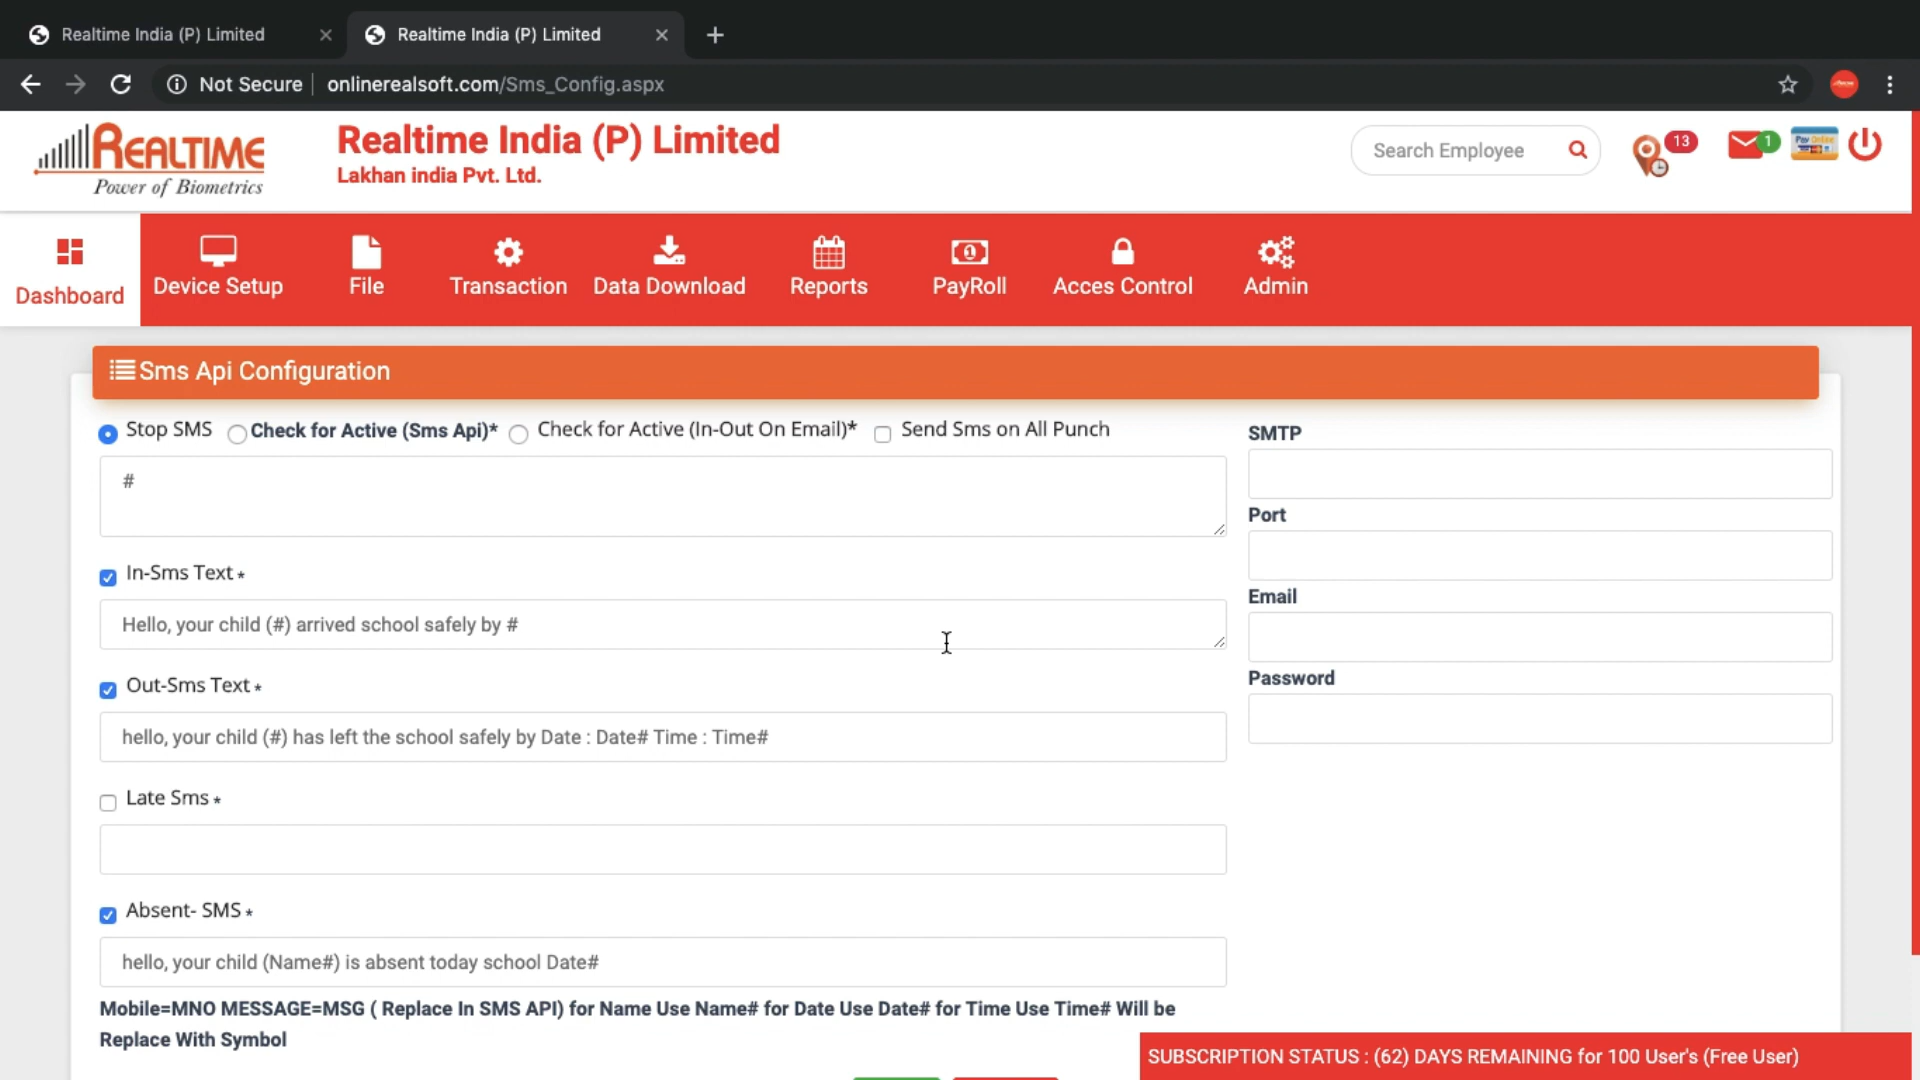 Realtime India (P) Limited
Realtime India (P) Limited
Not Secure
onlinerealsoft.com/Sms_Config.aspx
REALTIME
Power of Biometrics
Realtime India (P) Limited
Lakhan india Pvt. Ltd.
Search Employee
13
1
Pay Online
Dashboard
Device Setup
File
Transaction
Data Download
Reports
PayRoll
Acces Control
Admin
Sms Api Configuration
Stop SMS Check for Active (Sms Api)* Check for Active (In-Out On Email)* Send Sms on All Punch
#
In-Sms Text *
Hello, your child (#) arrived school safely by #
Out-Sms Text *
hello, your child (#) has left the school safely by Date : Date# Time : Time#
Late Sms *
Absent- SMS *
hello, your child (Name#) is absent today school Date#
Mobile=MNO MESSAGE=MSG ( Replace In SMS API) for Name Use Name# for Date Use Date# for Time Use Time# Will be
Replace With Symbol
SMTP
Port
Email
Password
SUBSCRIPTION STATUS : (62) DAYS REMAINING for 100 User's (Free User)